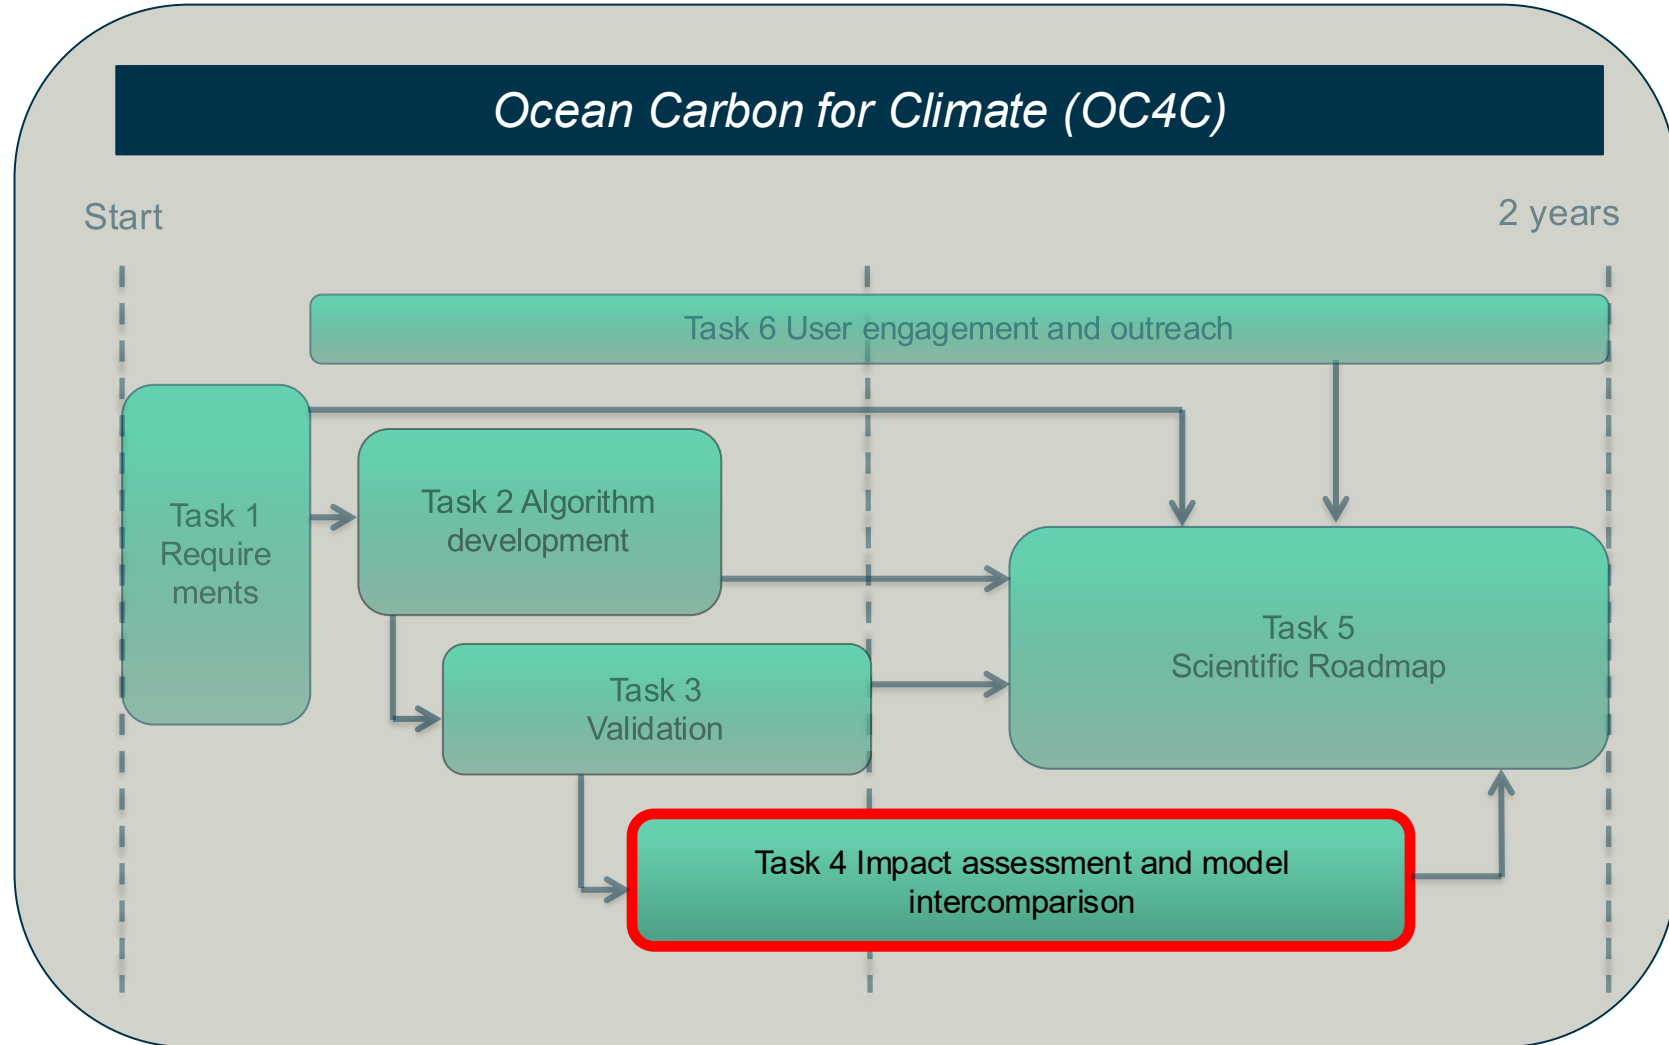 Ocean Carbon for Climate (OC4C)
Start
2 years
Task 6 User engagement and outreach
Task 1
Require
ments
Task 2 Algorithm
development
Task 3
Validation
Task 5
Scientific Roadmap
Task 4 Impact assessment and model
intercomparison